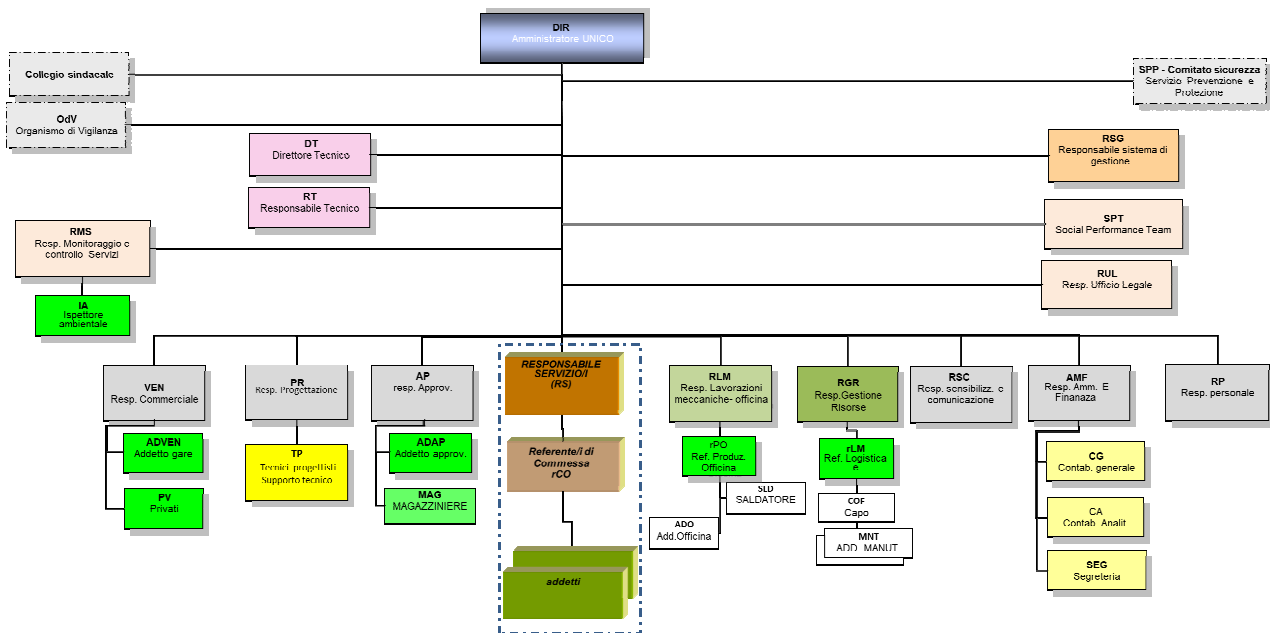 DIR
Amministratore UNICO
Collegio sindacale
SPP - Comitato sicurezza
Servizio Prevenzione e
Protezione
OdV
Organismo di Vigilanza
DT
Direttore Tecnico
RSG
Responsabile sistema di
gestione
RT
Responsabile Tecnico
SPT
Social Performance Team
RMS
Resp. Monitoraggio e
controllo Servizi
RUL
Resp. Ufficio Legale
IA
Ispettore
ambientale
VEN
Resp. Commerciale
PR
Resp. Progettazione
AP
resp. Approv.
RESPONSABILE
SERVIZIO/I
(RS)
RLM
Resp. Lavorazioni
meccaniche- officina
RGR
Resp.Gestione
Risorse
RSC
Resp. sensibilizz. e
comunicazione
AMF
Resp. Amm. E
Finanaza
RP
Resp. personale
ADVEN
Addetto gare
TP
Tecnici progettisti
Supporto tecnico
ADAP
Addetto approv.
Referente/i di
Commessa
rCO
rPO
Ref. Produz.
Officina
rLM
Ref. Logistica
e
CG
Contab. generale
PV
Privati
MAG
MAGAZZINIERE
SLD
SALDATORE
COF
Capo
CA
Contab. Analit
ADO
Add.Officina
MNT
ADD. MANUT
SEG
Segreteria
addetti